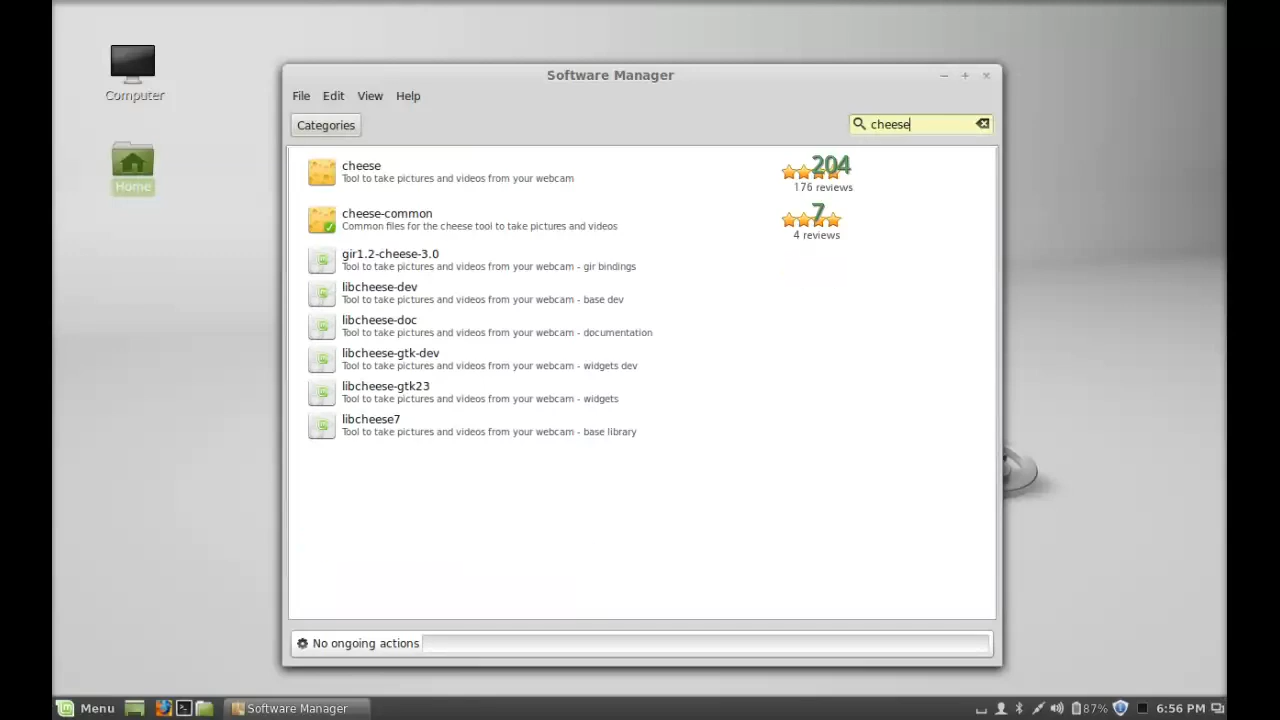 Computer
Home
Software Manager
File Edit View Help
Categories
cheese
cheese
Tool to take pictures and videos from your webcam
204
176 reviews
cheese-common
Common files for the cheese tool to take pictures and videos
7
4 reviews
gir1.2-cheese-3.0
Tool to take pictures and videos from your webcam - gir bindings
libcheese-dev
Tool to take pictures and videos from your webcam - base dev
libcheese-doc
Tool to take pictures and videos from your webcam - documentation
libcheese-gtk-dev
Tool to take pictures and videos from your webcam - widgets dev
libcheese-gtk23
Tool to take pictures and videos from your webcam - widgets
libcheese7
Tool to take pictures and videos from your webcam - base library
No ongoing actions
Menu Software Manager 87% 6:56 PM